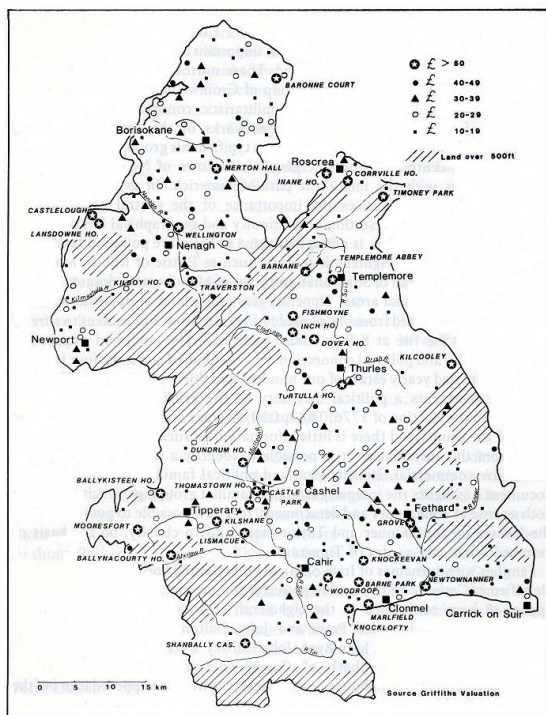 £ > 50
£ 40-49
£ 30-39
£ 20-29
£ 10-19
Land over 500ft
BARONNE COURT
Borisokane
MERTON HALL
Roscrea
CORRVILLE HO.
INANE HO.
TIMONEY PARK
CASTLELOUGH
LANSDOWNE HO.
Nenagh R
WELLINGTON
Nenagh
TEMPLEMORE ABBEY
BARNANE
Templemore
KILBOY HO.
TRAVERSTON
R Suir
FISHMOYNE
Newport
INCH HO.
DOVEA HO.
KILCOOLEY
Thurles
TORTULLA HO.
DUNDRUM HO.
BALLYKISTEEN HO.
THOMASTOWN HO.
CASTLE PARK
Cashel
Tipperary
Fethard
MOORESFORT
KILSHANE
GROVE
LISMACUE
BALLYNACOURTY HO.
KNOCKEEVAN
Cahir
BARNE PARK
NEWTOWNANNER
WOODROOF
Clonmel
MARLFIELD
Carrick on Suir
KNOCKLOFTY
SHANBALLY CAS.
R Tar
0 5 10 15 km
Source Griffiths Valuation